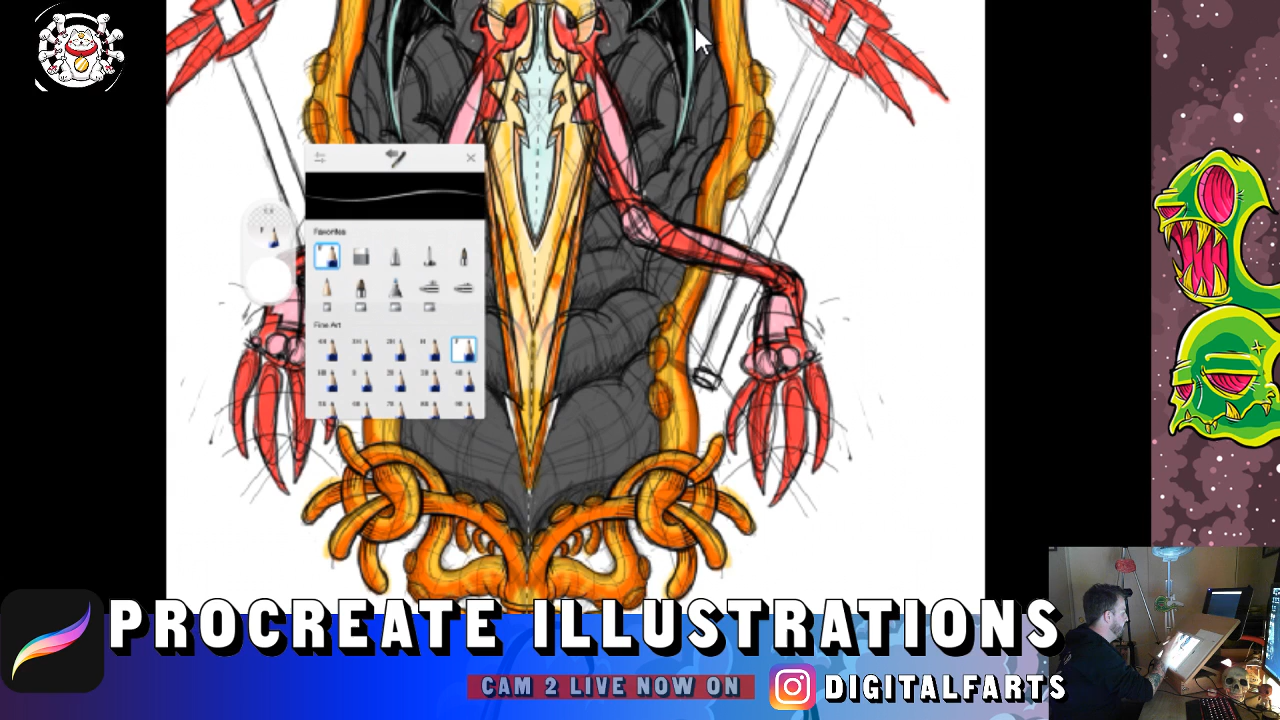 Favorites
Fine Art
PROCREATE ILLUSTRATIONS
CAM 2 LIVE NOW ON
DIGITALFARTS